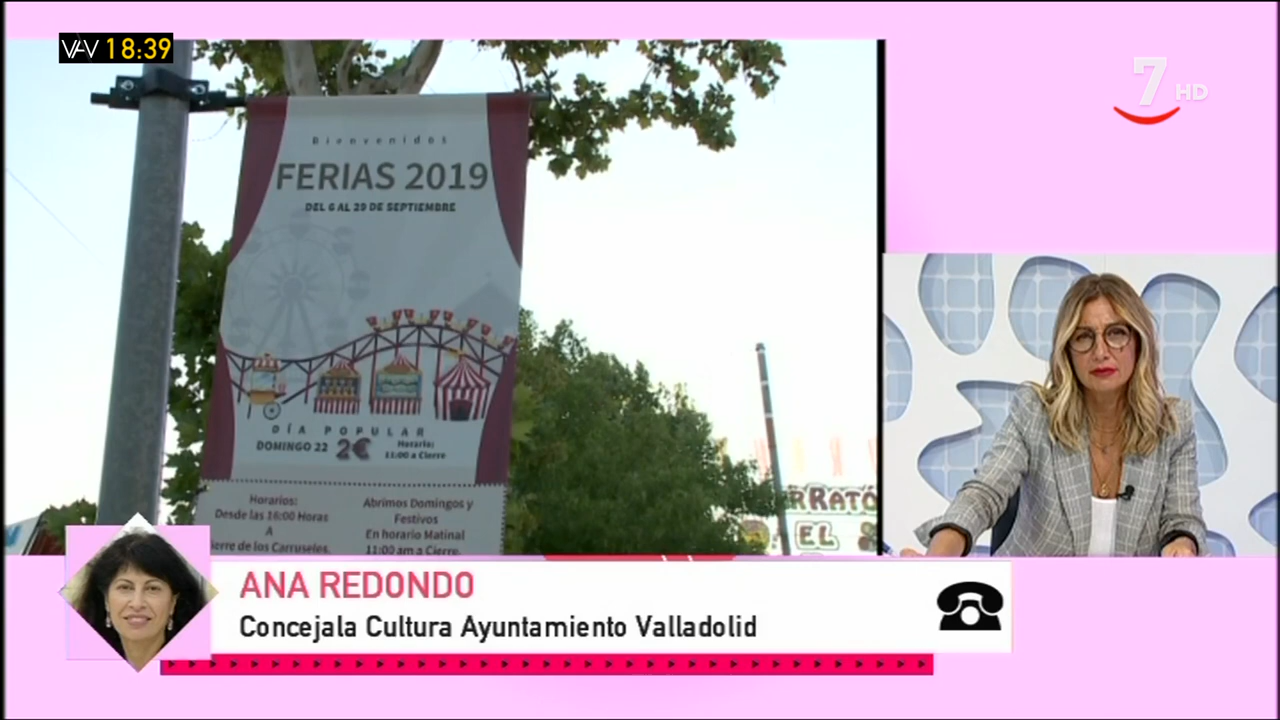 VAV 18:39
7 HD
Bienvenidos
FERIAS 2019
DEL 6 AL 29 DE SEPTIEMBRE
DÍA POPULAR
DOMINGO 22 2€ Horario:
11:00 a Cierre
Horarios:
Desde las 16:00 Horas
A
Cierre de los Carruseles.
Abrimos Domingos y
Festivos
En horario Matinal
11:00 am a Cierre.
RRATÓ
EL
ANA REDONDO
Concejala Cultura Ayuntamiento Valladolid